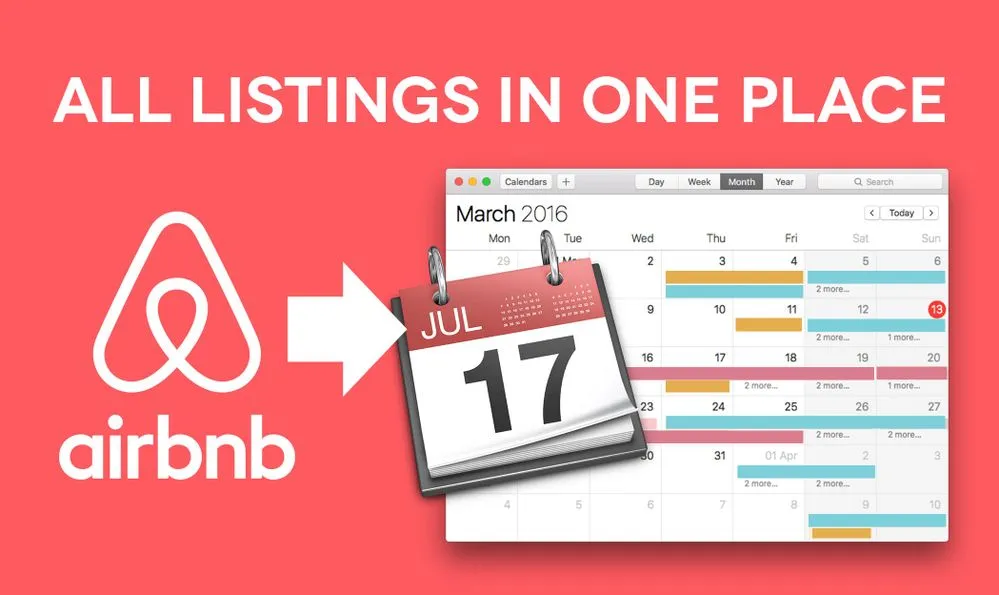 ALL LISTINGS IN ONE PLACE
airbnb
JUL
17
Calendars + Day Week Month Year Search
March 2016 < Today >
Mon Tue Wed Thu Fri Sat Sun
29 2 3 4 5 6
2 more...
9 10 11 12 13
2 more... 1 more...
16 17 18 19 20
2 more... 2 more... 1 more...
23 24 25 26 27
2 more... 2 more...
30 31 01 Apr 2 3
2 more... 2 more...
4 5 6 7 8 9 10